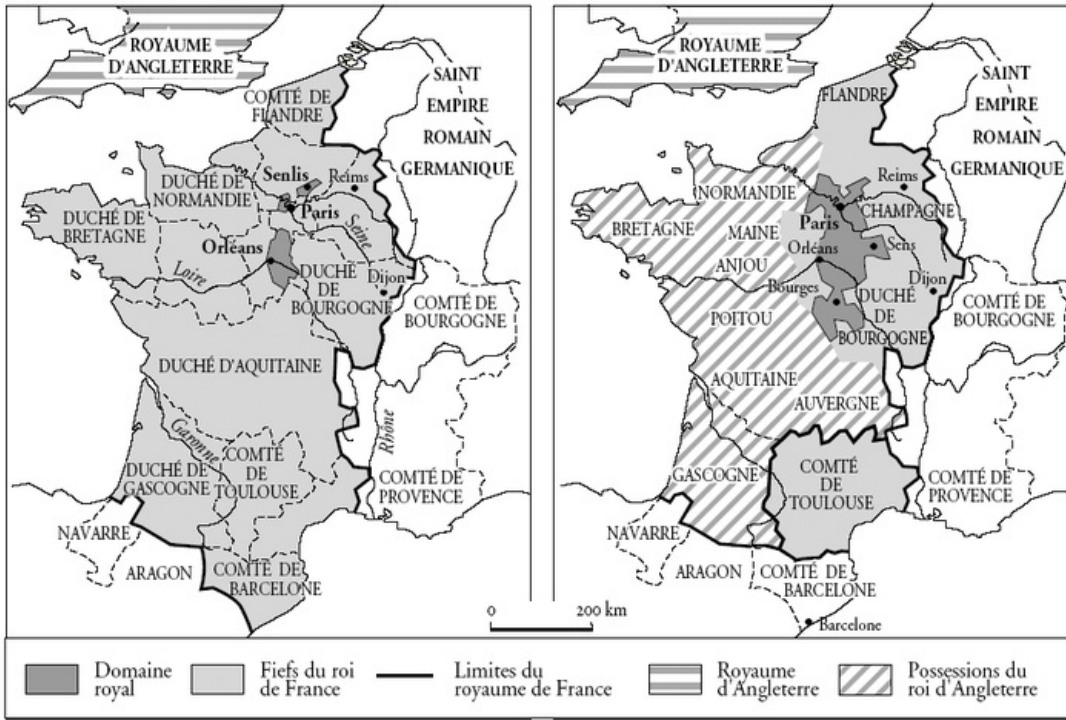 ROYAUME
D'ANGLETERRE
SAINT
EMPIRE
ROMAIN
GERMANIQUE
COMTÉ DE
FLANDRE
Senlis
Reims
DUCHÉ DE
NORMANDIE
Paris
DUCHÉ DE
BRETAGNE
Orléans
Seine
Loire
DUCHÉ
DE
BOURGOGNE
Dijon
COMTÉ DE
BOURGOGNE
DUCHÉ D'AQUITAINE
Garonne
Rhône
DUCHÉ DE
GASCOGNE
COMTÉ
DE
TOULOUSE
COMTÉ DE
PROVENCE
NAVARRE
ARAGON
COMTÉ DE
BARCELONE
ROYAUME
D'ANGLETERRE
FLANDRE
SAINT
EMPIRE
ROMAIN
GERMANIQUE
NORMANDIE
Reims
CHAMPAGNE
BRETAGNE
Paris
MAINE
Orléans
Sens
ANJOU
Bourges
Dijon
DUCHÉ
DE
BOURGOGNE
COMTÉ DE
BOURGOGNE
POITOU
AQUITAINE
AUVERGNE
GASCOGNE
COMTÉ
DE
TOULOUSE
COMTÉ
DE PROVENCE
NAVARRE
ARAGON
COMTÉ DE
BARCELONE
Barcelone
0 200 km
Domaine
royal
Fiefs du roi
de France
Limites du
royaume de France
Royaume
d'Angleterre
Possessions du
roi d'Angleterre